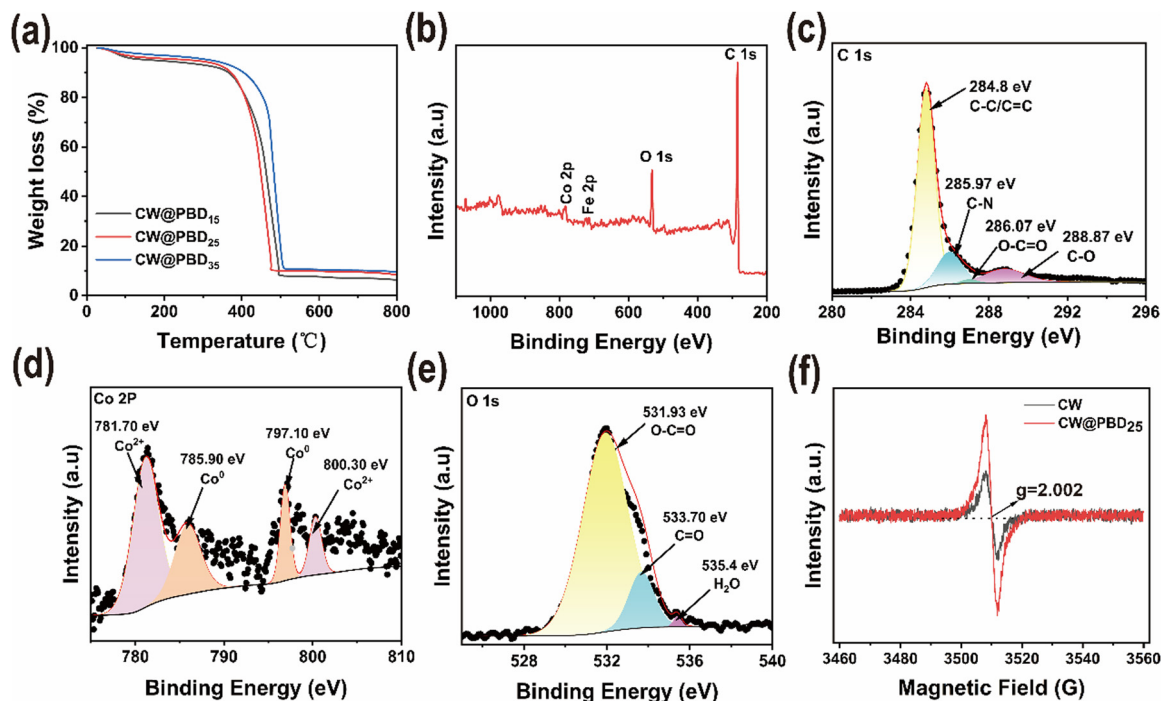 (a)
100
80
60
40
20
0
Weight loss (%)
CW@PBD₁₅
CW@PBD₂₅
CW@PBD₃₅
0 200 400 600 800
Temperature (℃)
(b)
C 1s
O 1s
Co 2p
Fe 2p
Intensity (a.u)
1000 800 600 400 200
Binding Energy (eV)
(c)
C 1s
284.8 eV
C-C/C=C
285.97 eV
C-N
286.07 eV
O-C=O
288.87 eV
C-O
Intensity (a.u)
280 284 288 292 296
Binding Energy (eV)
(d)
Co 2P
781.70 eV
Co²⁺
785.90 eV
Co⁰
797.10 eV
Co⁰
800.30 eV
Co²⁺
Intensity (a.u)
780 790 800 810
Binding Energy (eV)
(e)
O 1s
531.93 eV
O-C=O
533.70 eV
C=O
535.4 eV
H₂O
Intensity (a.u)
528 532 536 540
Binding Energy (eV)
(f)
CW
CW@PBD₂₅
g=2.002
Intensity (a.u.)
3460 3480 3500 3520 3540 3560
Magnetic Field (G)